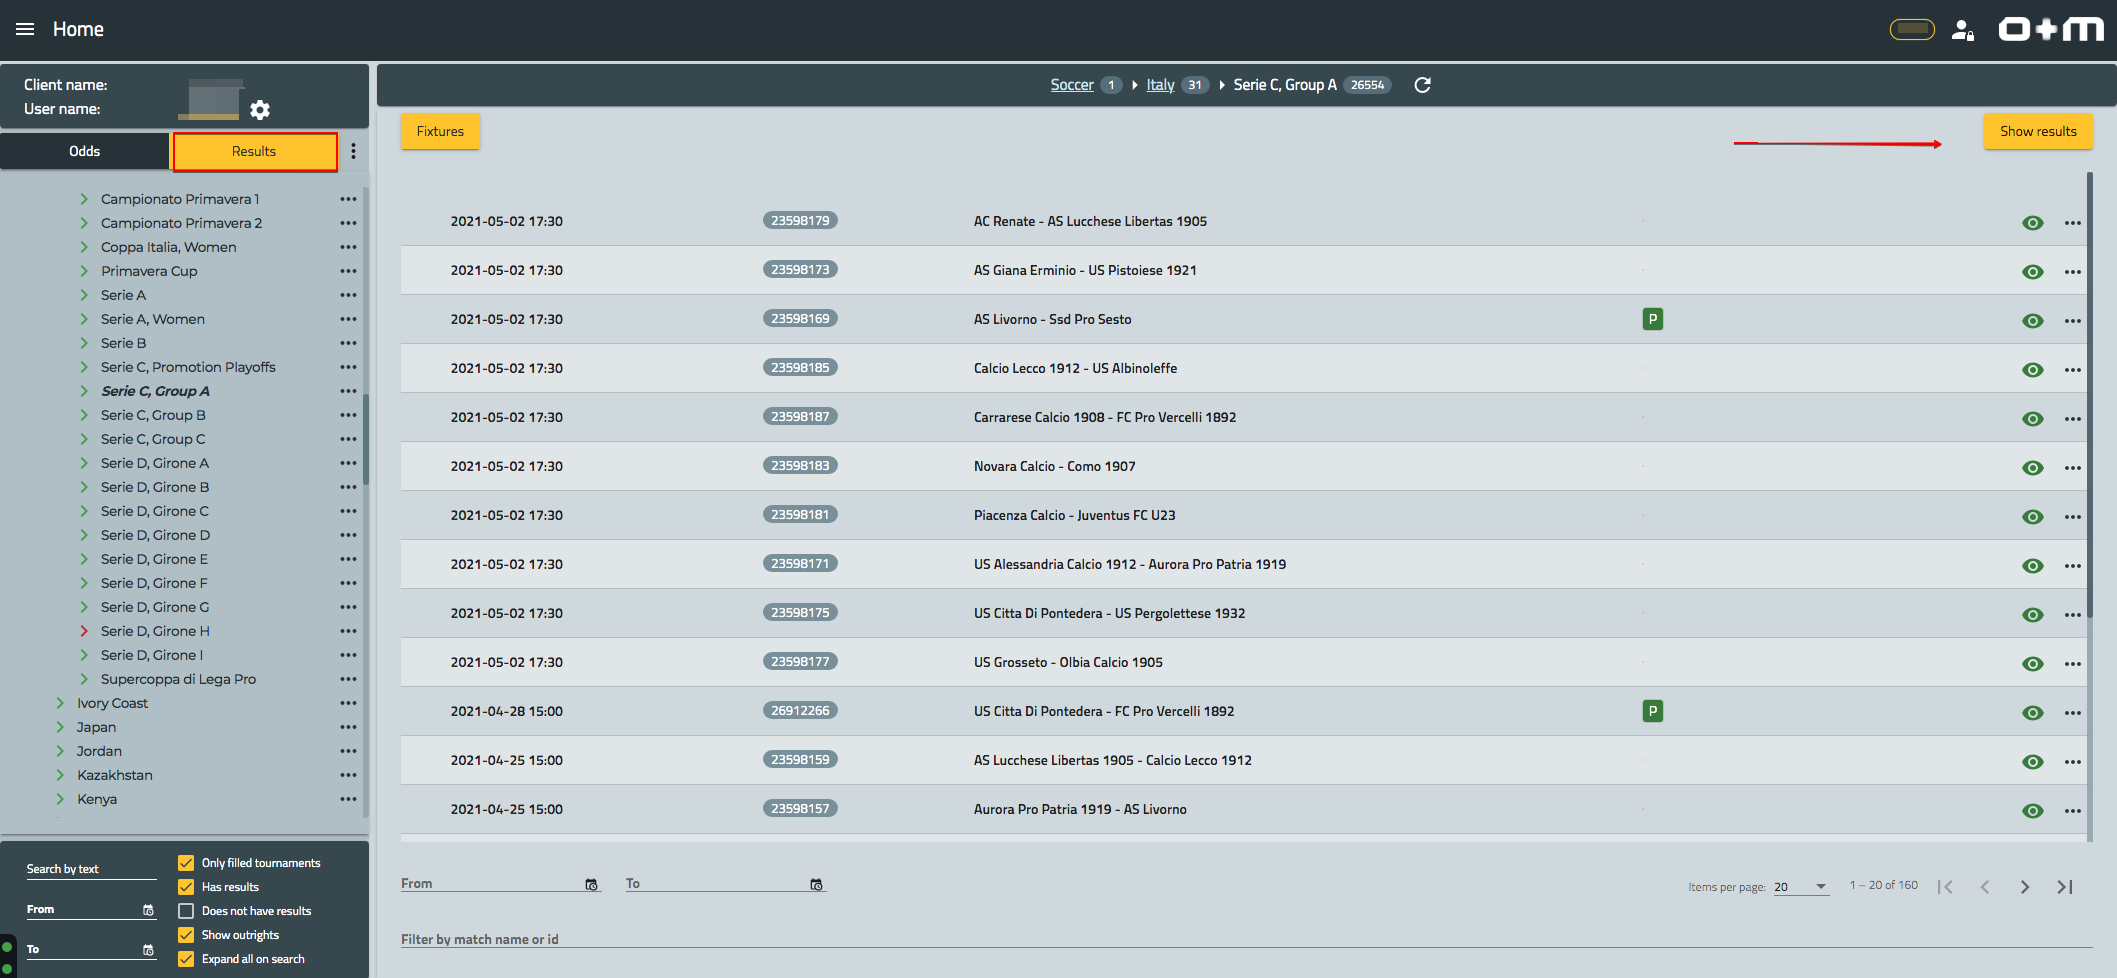 Home
o+m
Client name:
User name:
Soccer 1 Italy 31 Serie C, Group A 26554
Odds
Results
Fixtures
Show results
Campionato Primavera 1
Campionato Primavera 2
Coppa Italia, Women
Primavera Cup
Serie A
Serie A, Women
Serie B
Serie C, Promotion Playoffs
Serie C, Group A
Serie C, Group B
Serie C, Group C
Serie D, Girone A
Serie D, Girone B
Serie D, Girone C
Serie D, Girone D
Serie D, Girone E
Serie D, Girone F
Serie D, Girone G
Serie D, Girone H
Serie D, Girone I
Supercoppa di Lega Pro
Ivory Coast
Japan
Jordan
Kazakhstan
Kenya
Search by text
From
To
Only filled tournaments
Has results
Does not have results
Show outrights
Expand all on search
2021-05-02 17:30 23598179 AC Renate - AS Lucchese Libertas 1905
2021-05-02 17:30 23598173 AS Giana Erminio - US Pistoiese 1921
2021-05-02 17:30 23598169 AS Livorno - Ssd Pro Sesto P
2021-05-02 17:30 23598185 Calcio Lecco 1912 - US Albinoleffe
2021-05-02 17:30 23598187 Carrarese Calcio 1908 - FC Pro Vercelli 1892
2021-05-02 17:30 23598183 Novara Calcio - Como 1907
2021-05-02 17:30 23598181 Piacenza Calcio - Juventus FC U23
2021-05-02 17:30 23598171 US Alessandria Calcio 1912 - Aurora Pro Patria 1919
2021-05-02 17:30 23598175 US Citta Di Pontedera - US Pergolettese 1932
2021-05-02 17:30 23598177 US Grosseto - Olbia Calcio 1905
2021-04-28 15:00 26912266 US Citta Di Pontedera - FC Pro Vercelli 1892 P
2021-04-25 15:00 23598159 AS Lucchese Libertas 1905 - Calcio Lecco 1912
2021-04-25 15:00 23598157 Aurora Pro Patria 1919 - AS Livorno
From
To
Items per page: 20 1 – 20 of 160
Filter by match name or id